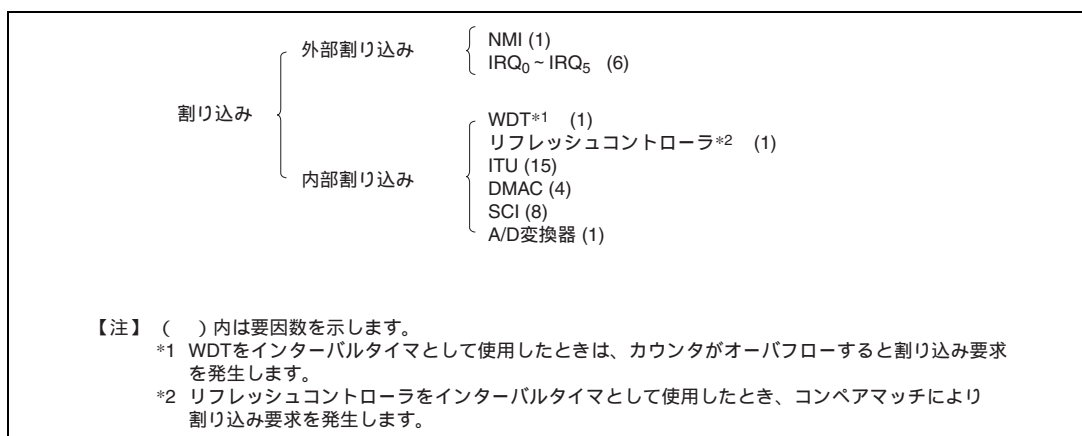 外部割り込み
NMI (1)
IRQ0 ~ IRQ5 (6)
割り込み
WDT*1 (1)
リフレッシュコントローラ*2 (1)
ITU (15)
内部割り込み
DMAC (4)
SCI (8)
A/D変換器 (1)
【注】 ( )内は要因数を示します。
*1 WDTをインターバルタイマとして使用したときは、カウンタがオーバフローすると割り込み要求
を発生します。
*2 リフレッシュコントローラをインターバルタイマとして使用したとき、コンペアマッチにより
割り込み要求を発生します。